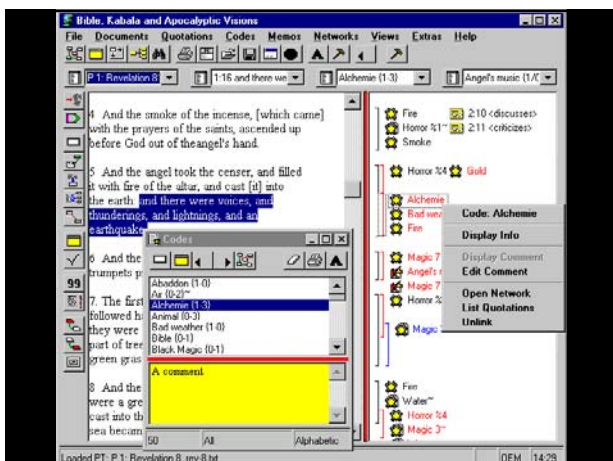 Bible, Kabala and Apocalyptic Visions
File Documents Quotations Codes Memos Networks Views Extras Help
P 1: Revelation 8 1:16 and there we Alchemie {1-3} Angel's music {1/0
4 And the smoke of the incense, [which came]
with the prayers of the saints, ascended up
before God out of theangel's hand.
5 And the angel took the censer, and filled
it with fire of the altar, and cast [it] into
the earth: and there were voices, and
thunderings, and lightnings, and an
earthquake
6 And the
trumpets p
7. The first
followed h
they were
part of tree
green gras
8 And the
were a gre
cast into th
sea becam
Fire 2:10 <discusses>
Horror %1~ 2:11 <criticizes>
Smoke
Horror %4 Gold
Alchemie
Bad wea
Fire
Magic 7
Angel's
Magic 7
Horror %
Magic
Fire
Water~
Horror %4
Magic 3~
Code: Alchemie
Display Info
Display Comment
Edit Comment
Open Network
List Quotations
Unlink
Codes
Abaddon {1-0}
Air {0-2}~
Alchemie {1-3}
Animal {0-3}
Bad weather {1-0}
Bible {0-1}
Black Magic {0-1}
A comment
50 All Alphabetic
Loaded PT: P 1: Revelation 8 rev-8.txt OEM 14:29